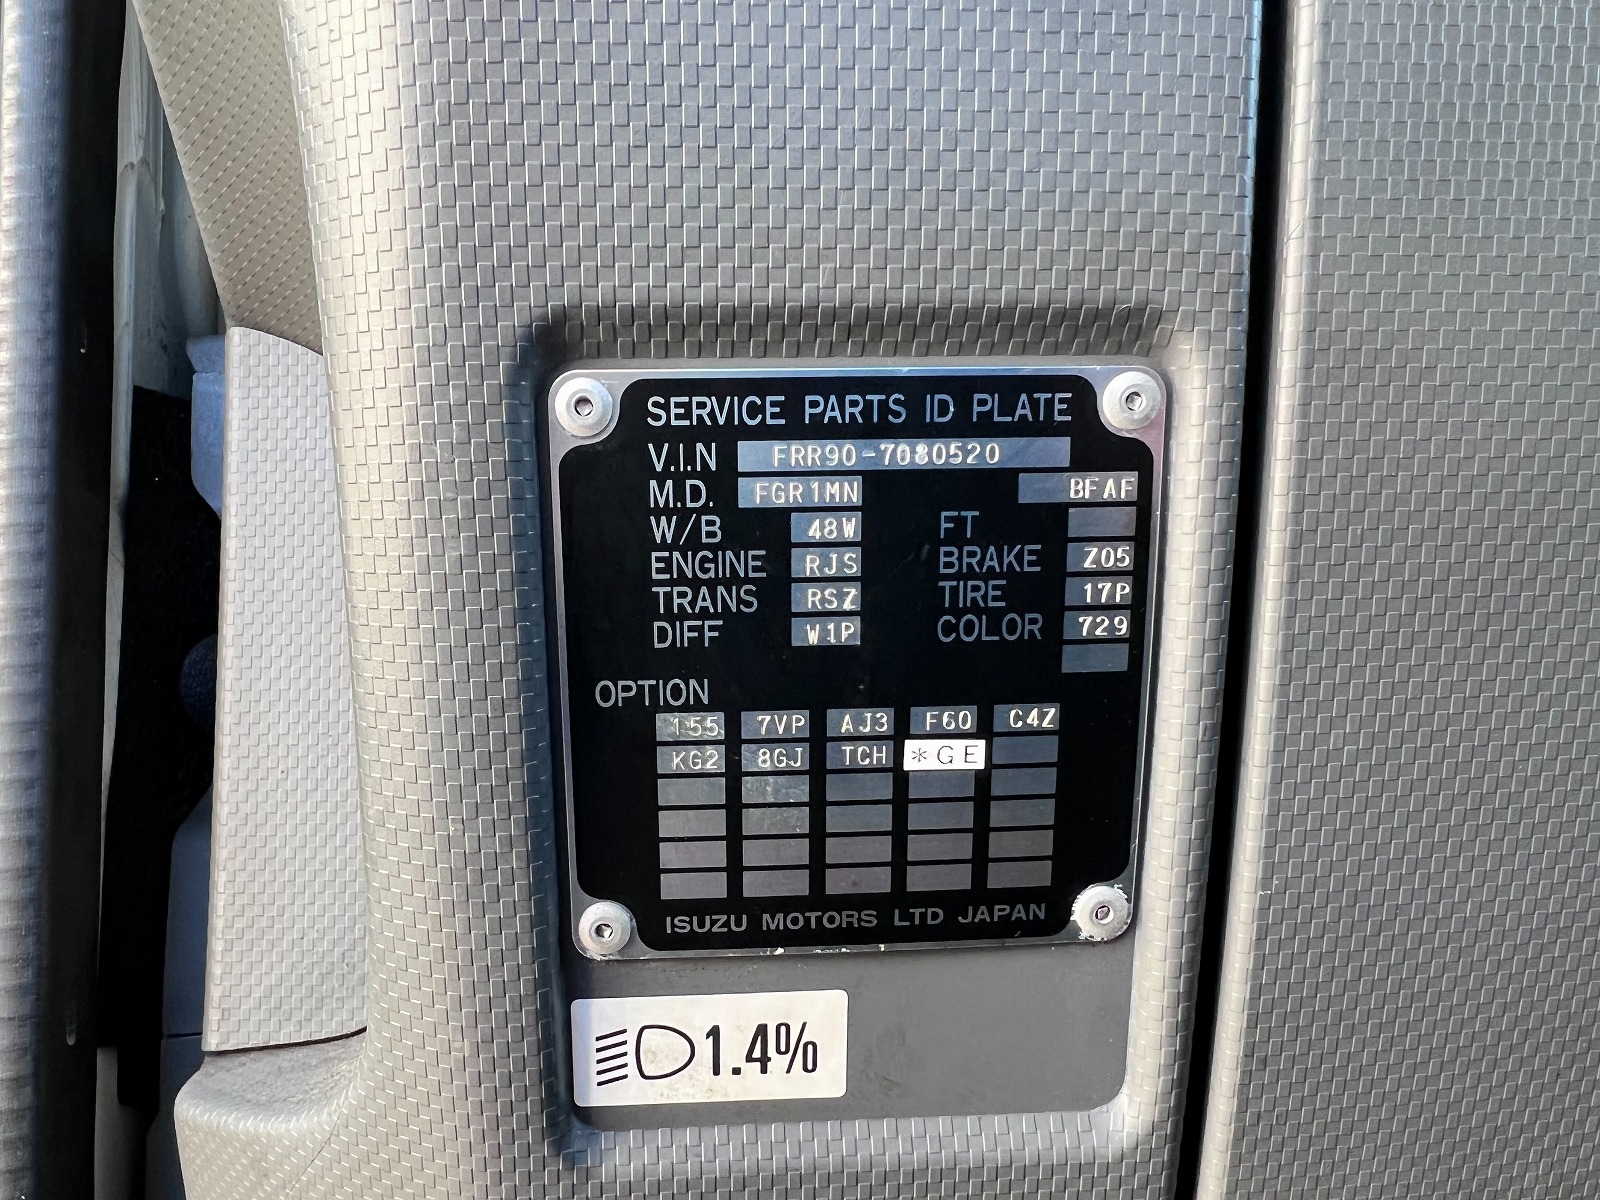 SERVICE PARTS ID PLATE
V.I.N FRR90-7080520
M.D. FGR1MN BFAF
W/B 48W FT
ENGINE RJS BRAKE Z05
TRANS RSZ TIRE 17P
DIFF W1P COLOR 729
OPTION
155 7VP AJ3 F60 C4Z
KG2 8GJ TCH *GE
ISUZU MOTORS LTD JAPAN
1.4%